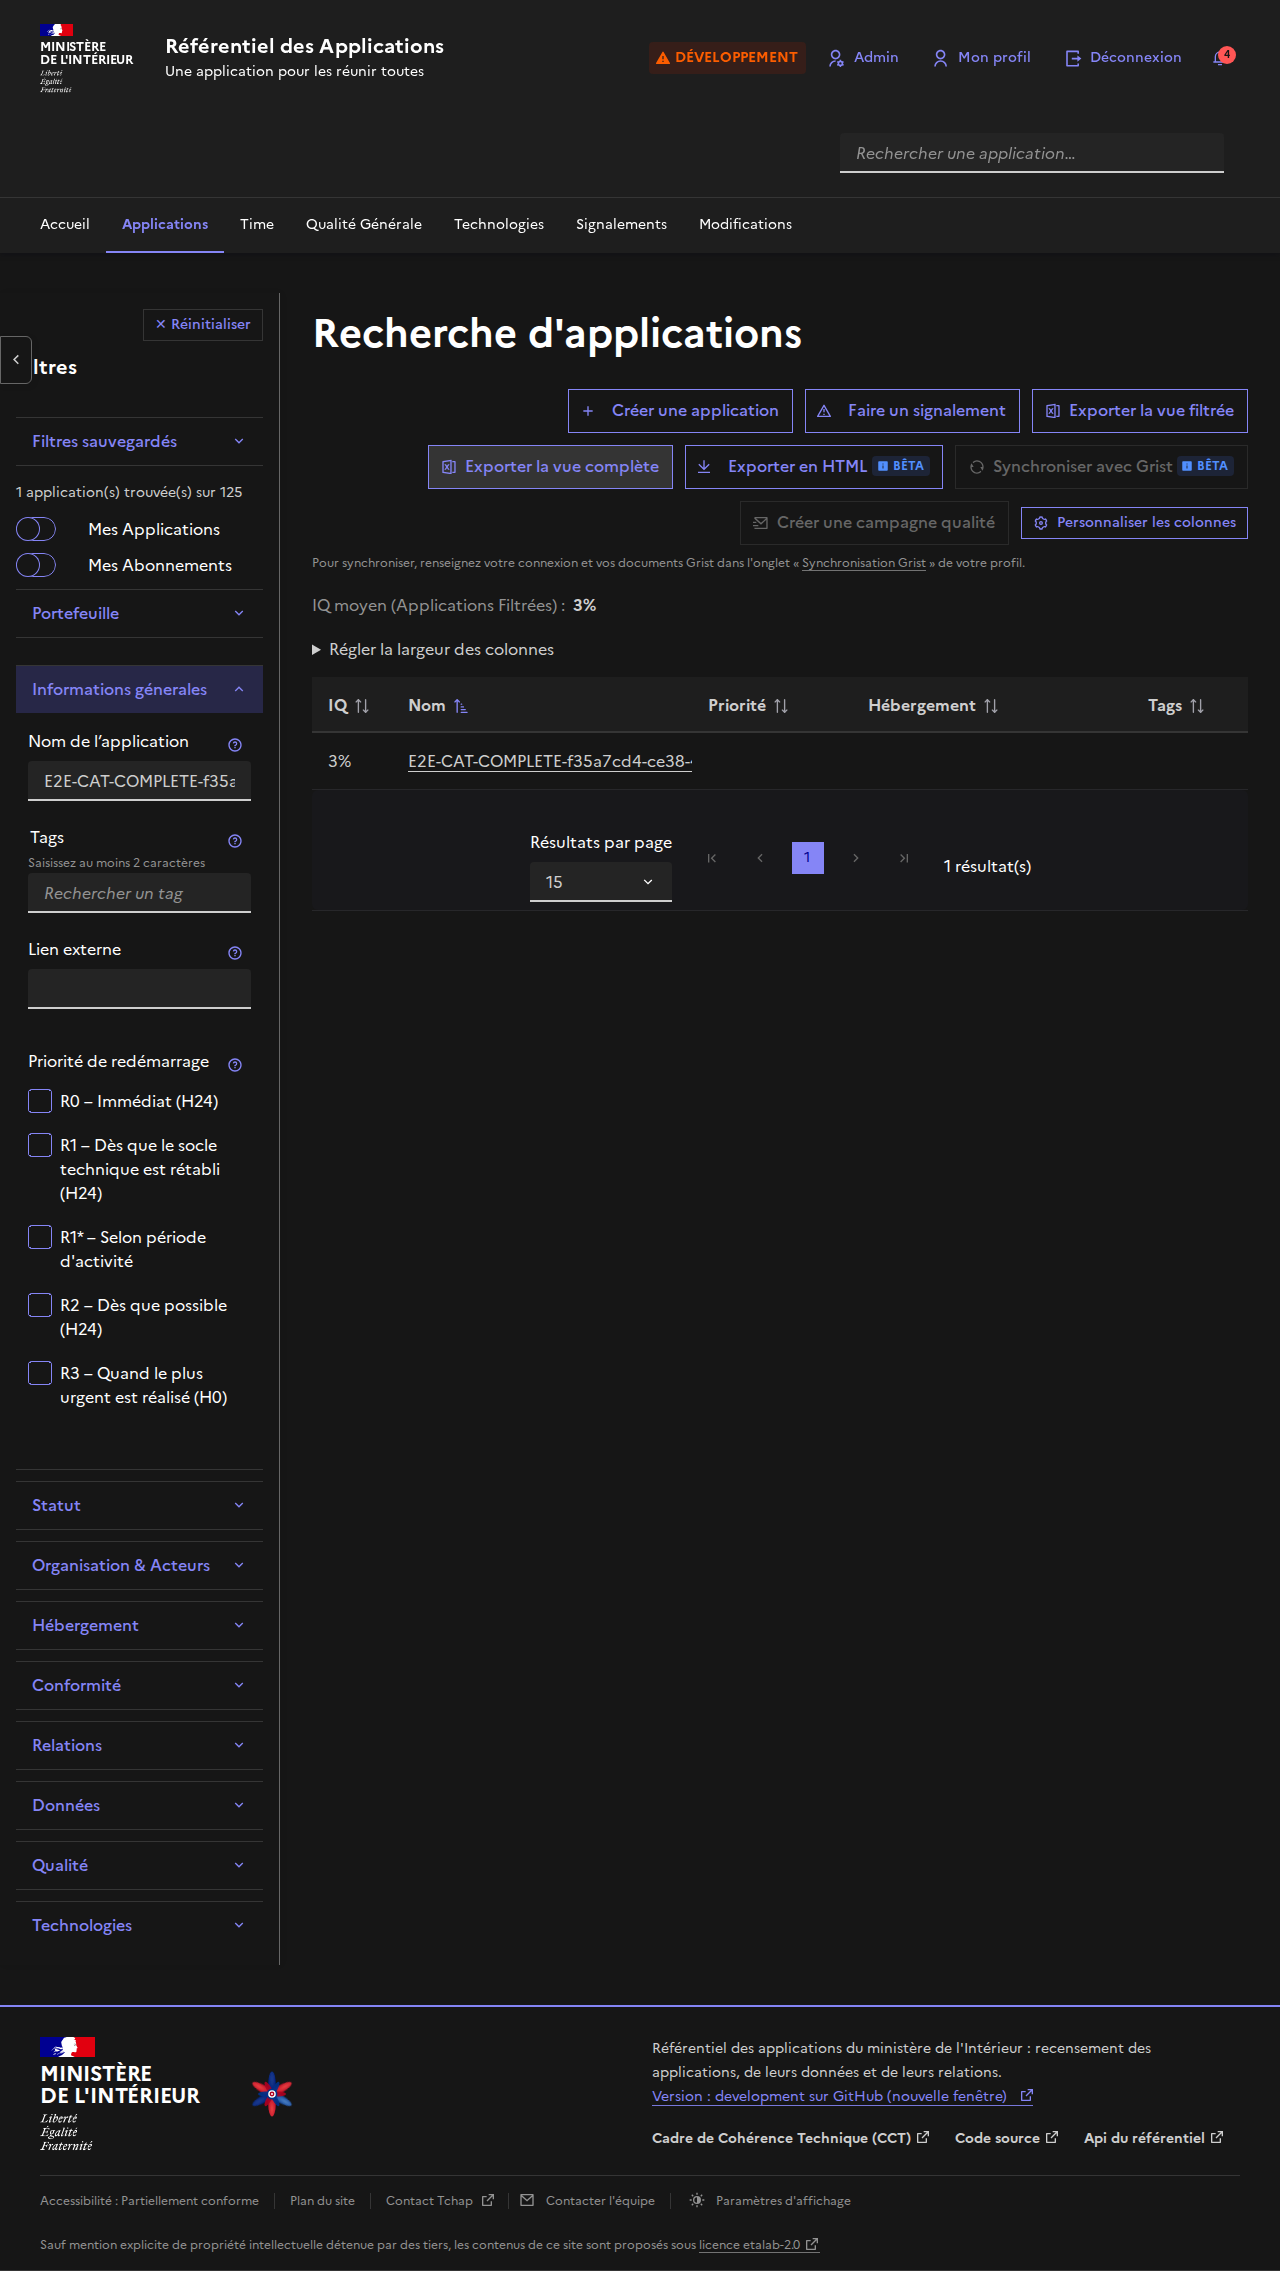 MINISTÈRE
DE L'INTÉRIEUR
Liberté
Égalité
Fraternité
Référentiel des Applications
Une application pour les réunir toutes
DÉVELOPPEMENT
Admin
Mon profil
Déconnexion
4
Rechercher une application...
Accueil
Applications
Time
Qualité Générale
Technologies
Signalements
Modifications
✕ Réinitialiser
ltres
Filtres sauvegardés
1 application(s) trouvée(s) sur 125
Mes Applications
Mes Abonnements
Portefeuille
Informations génerales
Nom de l’application
E2E-CAT-COMPLETE-f35a
Tags
Saisissez au moins 2 caractères
Rechercher un tag
Lien externe
Priorité de redémarrage
R0 – Immédiat (H24)
R1 – Dès que le socle
technique est rétabli
(H24)
R1* – Selon période
d'activité
R2 – Dès que possible
(H24)
R3 – Quand le plus
urgent est réalisé (H0)
Statut
Organisation & Acteurs
Hébergement
Conformité
Relations
Données
Qualité
Technologies
Recherche d'applications
Créer une application
Faire un signalement
Exporter la vue filtrée
Exporter la vue complète
Exporter en HTML BÊTA
Synchroniser avec Grist BÊTA
Créer une campagne qualité
Personnaliser les colonnes
Pour synchroniser, renseignez votre connexion et vos documents Grist dans l'onglet « Synchronisation Grist » de votre profil.
IQ moyen (Applications Filtrées) : 3%
Régler la largeur des colonnes
IQ
Nom
Priorité
Hébergement
Tags
3%
E2E-CAT-COMPLETE-f35a7cd4-ce38-
Résultats par page
15
1
1 résultat(s)
MINISTÈRE
DE L'INTÉRIEUR
Liberté
Égalité
Fraternité
Référentiel des applications du ministère de l'Intérieur : recensement des
applications, de leurs données et de leurs relations.
Version : development sur GitHub (nouvelle fenêtre)
Cadre de Cohérence Technique (CCT)
Code source
Api du référentiel
Accessibilité : Partiellement conforme
Plan du site
Contact Tchap
Contacter l'équipe
Paramètres d'affichage
Sauf mention explicite de propriété intellectuelle détenue par des tiers, les contenus de ce site sont proposés sous licence etalab-2.0